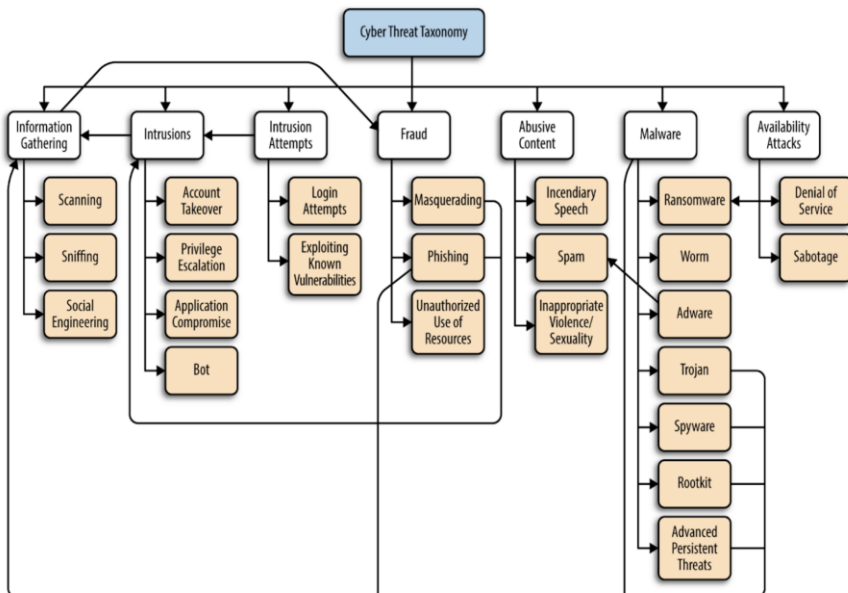 Cyber Threat Taxonomy
Information
Gathering
Intrusions
Intrusion
Attempts
Fraud
Abusive
Content
Malware
Availability
Attacks
Scanning
Account
Takeover
Login
Attempts
Masquerading
Incendiary
Speech
Ransomware
Denial of
Service
Sniffing
Privilege
Escalation
Exploiting
Known
Vulnerabilities
Phishing
Spam
Worm
Sabotage
Social
Engineering
Application
Compromise
Unauthorized
Use of
Resources
Inappropriate
Violence/
Sexuality
Adware
Bot
Trojan
Spyware
Rootkit
Advanced
Persistent
Threats